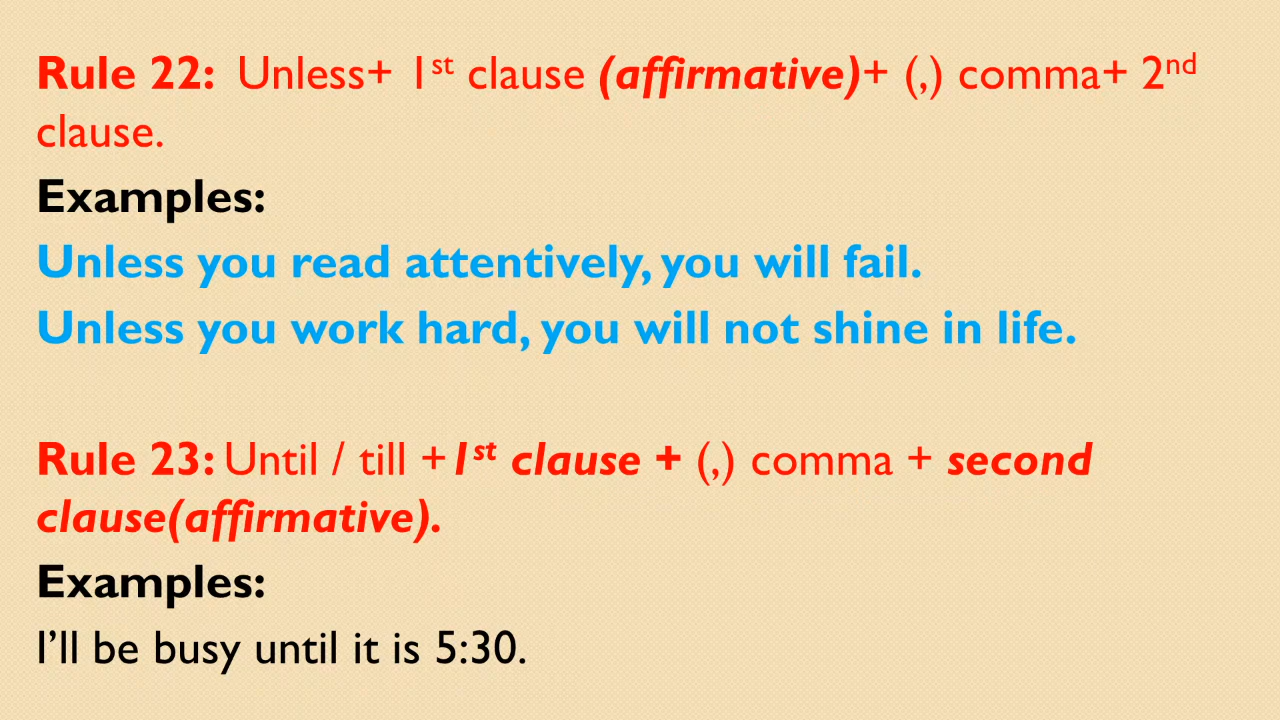 Rule 22: Unless+ 1st clause (affirmative)+ (,) comma+ 2nd
clause.
Examples:
Unless you read attentively, you will fail.
Unless you work hard, you will not shine in life.
Rule 23: Until / till +1st clause + (,) comma + second
clause(affirmative).
Examples:
I’ll be busy until it is 5:30.